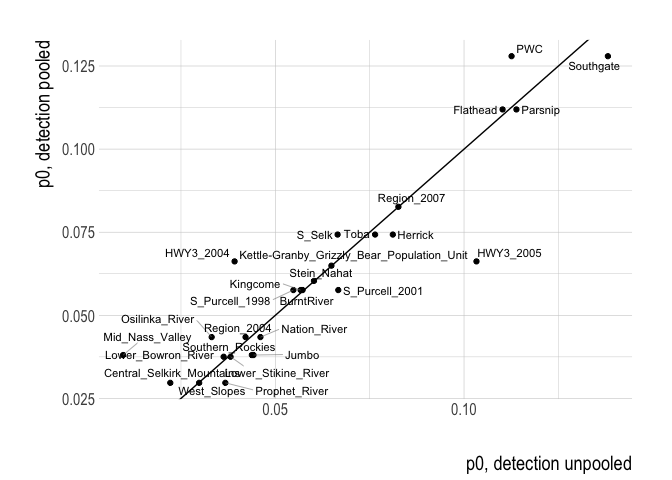 p0, detection pooled
0.125
0.100
0.075
0.050
0.025
PWC
Southgate
Flathead
Parsnip
Region_2007
S_Selk
Toba
Herrick
HWY3_2004
Kettle-Granby_Grizzly_Bear_Population_Unit
HWY3_2005
Stein_Nahat
Kingcome
S_Purcell_2001
S_Purcell_1998
BurntRiver
Osilinka_River
Region_2004
Nation_River
Mid_Nass_Valley
Southern_Rockies
Lower_Bowron_River
Jumbo
Central_Selkirk_Mountains
Lower_Stikine_River
West_Slopes
Prophet_River
0.05
0.10
p0, detection unpooled